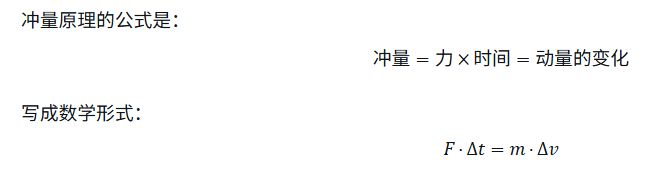 冲量原理的公式是：
冲量 = 力 × 时间 = 动量的变化
写成数学形式：
F · Δt = m · Δv